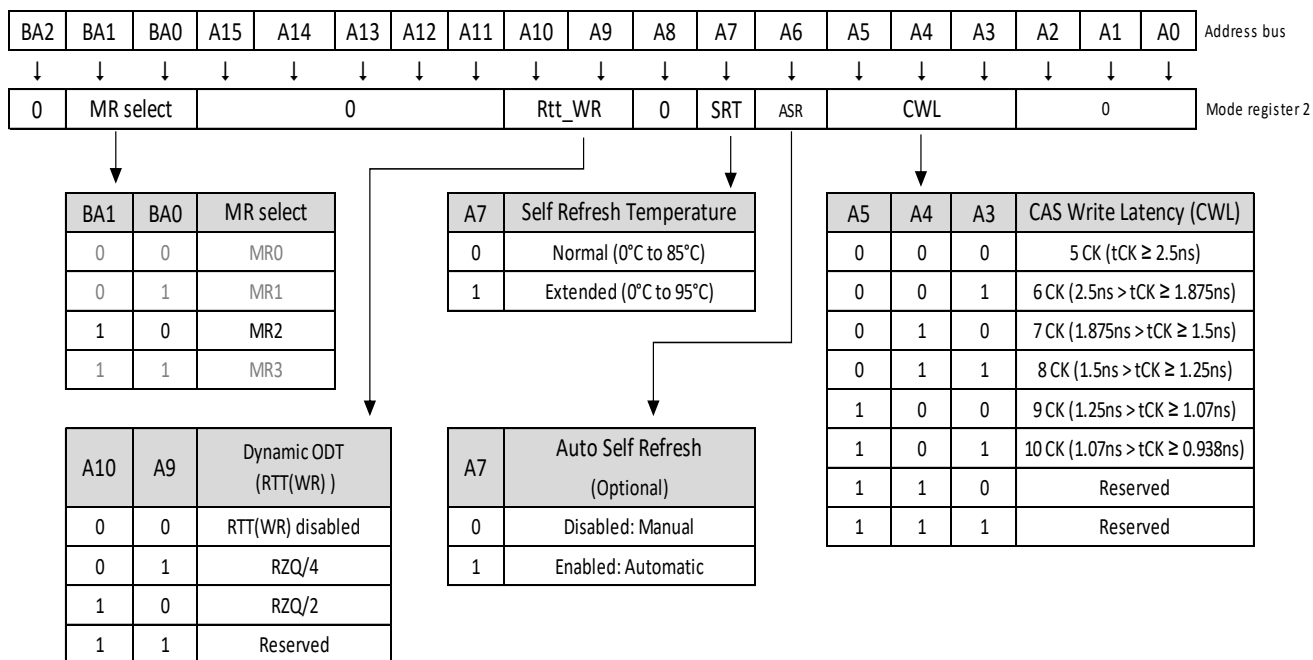 BA2 BA1 BA0 A15 A14 A13 A12 A11 A10 A9 A8 A7 A6 A5 A4 A3 A2 A1 A0 Address bus
0 MR select 0 Rtt_WR 0 SRT ASR CWL 0 Mode register 2
BA1 BA0 MR select
0 0 MR0
0 1 MR1
1 0 MR2
1 1 MR3
A7 Self Refresh Temperature
0 Normal (0°C to 85°C)
1 Extended (0°C to 95°C)
A5 A4 A3 CAS Write Latency (CWL)
0 0 0 5 CK (tCK ≥ 2.5ns)
0 0 1 6 CK (2.5ns > tCK ≥ 1.875ns)
0 1 0 7 CK (1.875ns > tCK ≥ 1.5ns)
0 1 1 8 CK (1.5ns > tCK ≥ 1.25ns)
1 0 0 9 CK (1.25ns > tCK ≥ 1.07ns)
1 0 1 10 CK (1.07ns > tCK ≥ 0.938ns)
1 1 0 Reserved
1 1 1 Reserved
A10 A9 Dynamic ODT
(RTT(WR) )
0 0 RTT(WR) disabled
0 1 RZQ/4
1 0 RZQ/2
1 1 Reserved
A7 Auto Self Refresh
(Optional)
0 Disabled: Manual
1 Enabled: Automatic